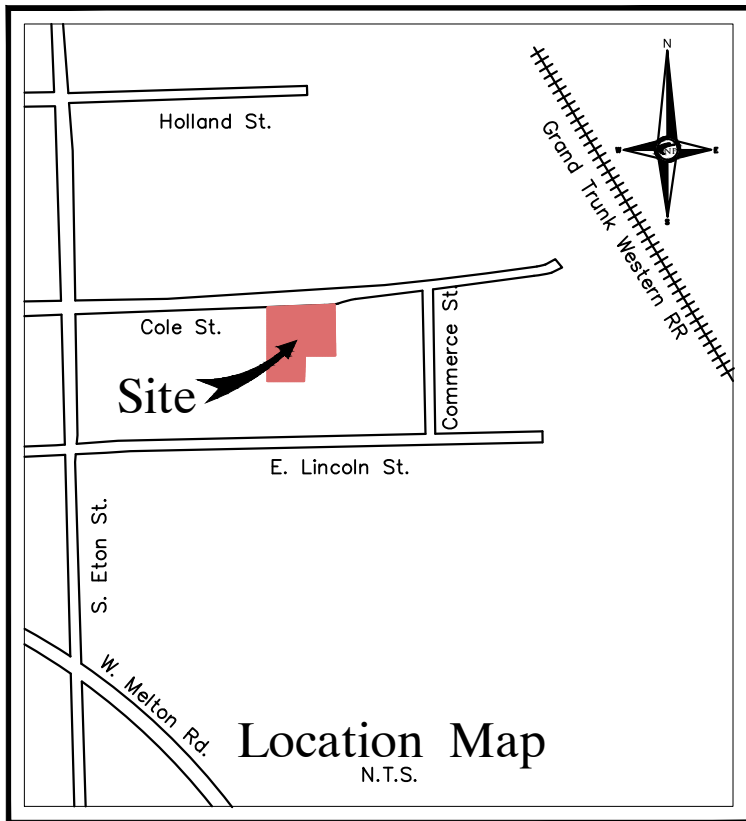 N
W
E
S
Holland St.
Grand Trunk Western RR
Cole St.
Commerce St.
Site
E. Lincoln St.
S. Eton St.
W. Melton Rd.
Location Map
N.T.S.